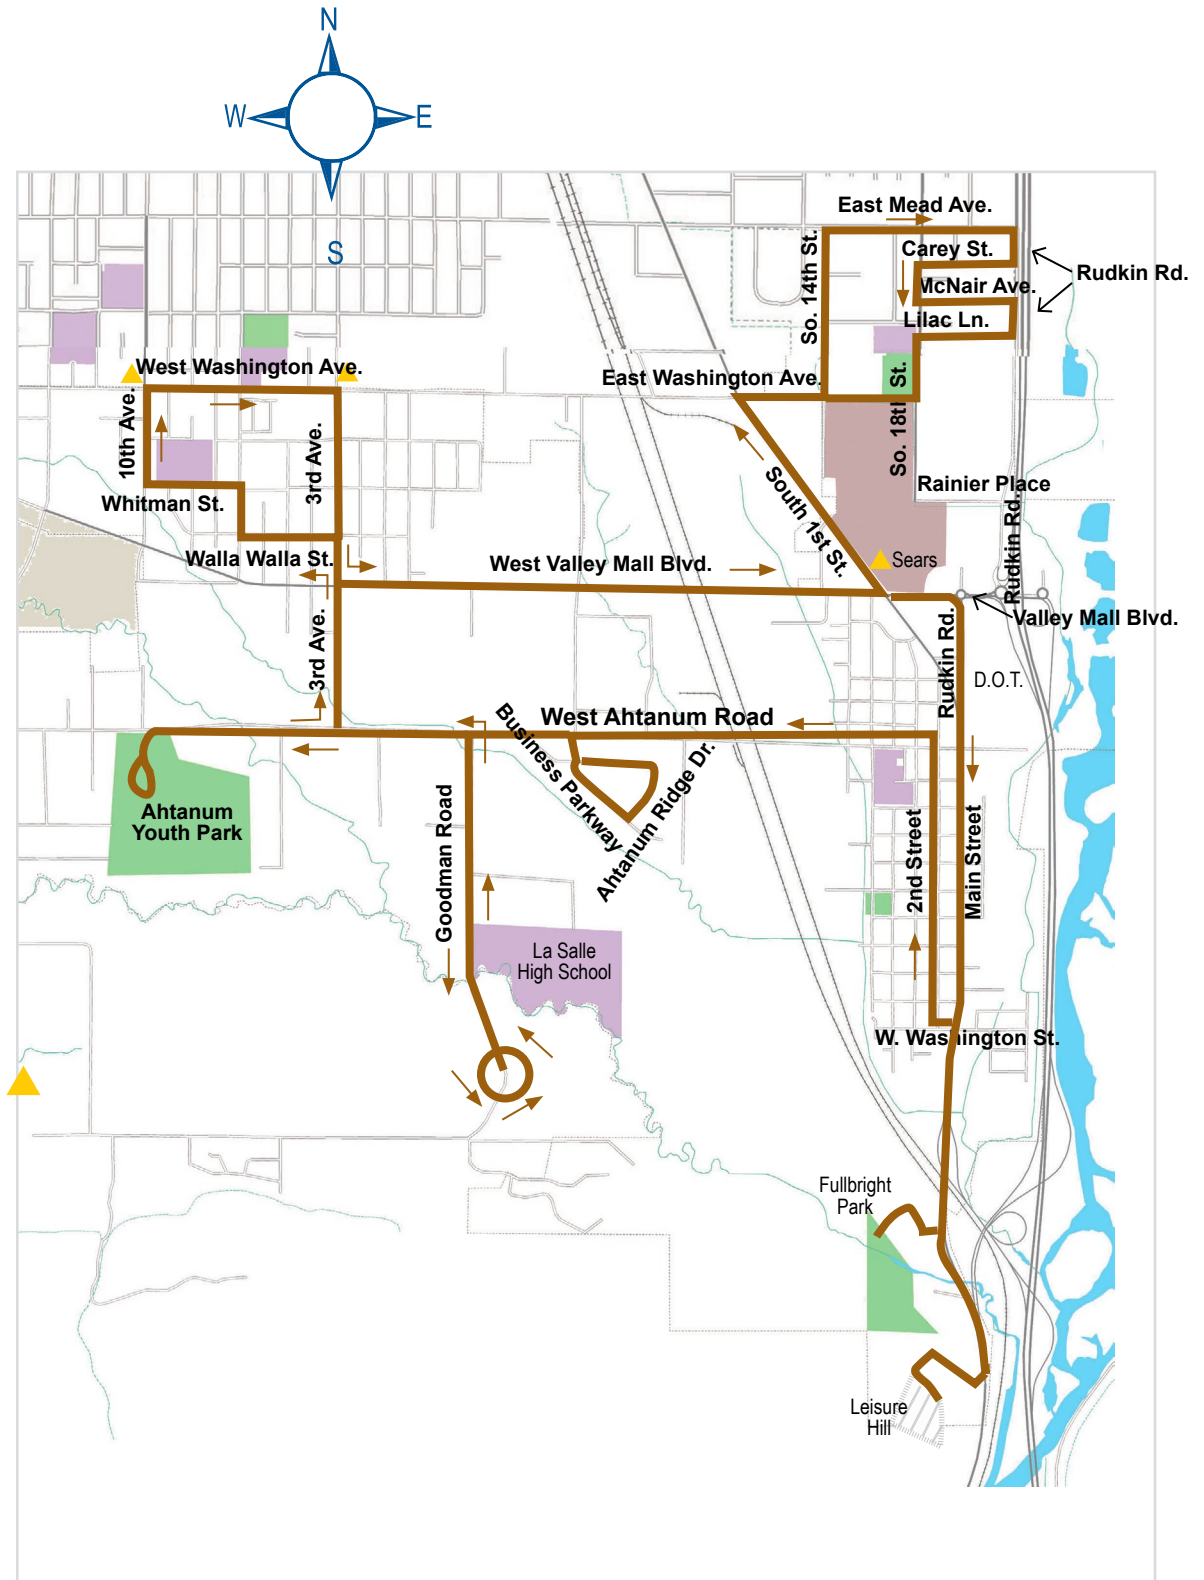 N
W
E
S
East Mead Ave.
Carey St.
Rudkin Rd.
McNair Ave.
Lilac Ln.
So. 14th St.
West Washington Ave.
East Washington Ave.
So. 18th St.
10th Ave.
3rd Ave.
Whitman St.
South 1st St.
Rainier Place
Rudkin Rd.
Walla Walla St.
West Valley Mall Blvd.
Sears
Valley Mall Blvd.
3rd Ave.
Rudkin Rd.
D.O.T.
West Ahtanum Road
Business Parkway
Ahtanum Ridge Dr.
Ahtanum
Youth Park
Goodman Road
2nd Street
Main Street
La Salle
High School
W. Washington St.
Fullbright
Park
Leisure
Hill